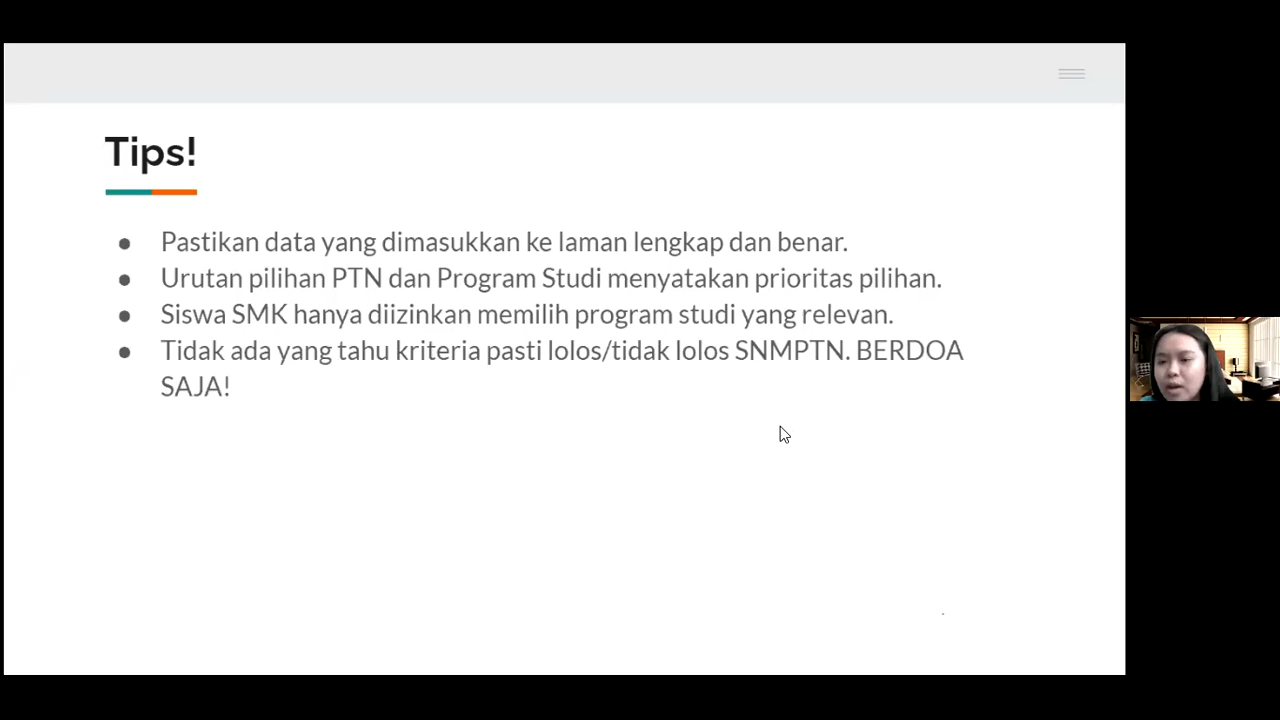 Tips!
● Pastikan data yang dimasukkan ke laman lengkap dan benar.
● Urutan pilihan PTN dan Program Studi menyatakan prioritas pilihan.
● Siswa SMK hanya diizinkan memilih program studi yang relevan.
● Tidak ada yang tahu kriteria pasti lolos/tidak lolos SNMPTN. BERDOA
SAJA!